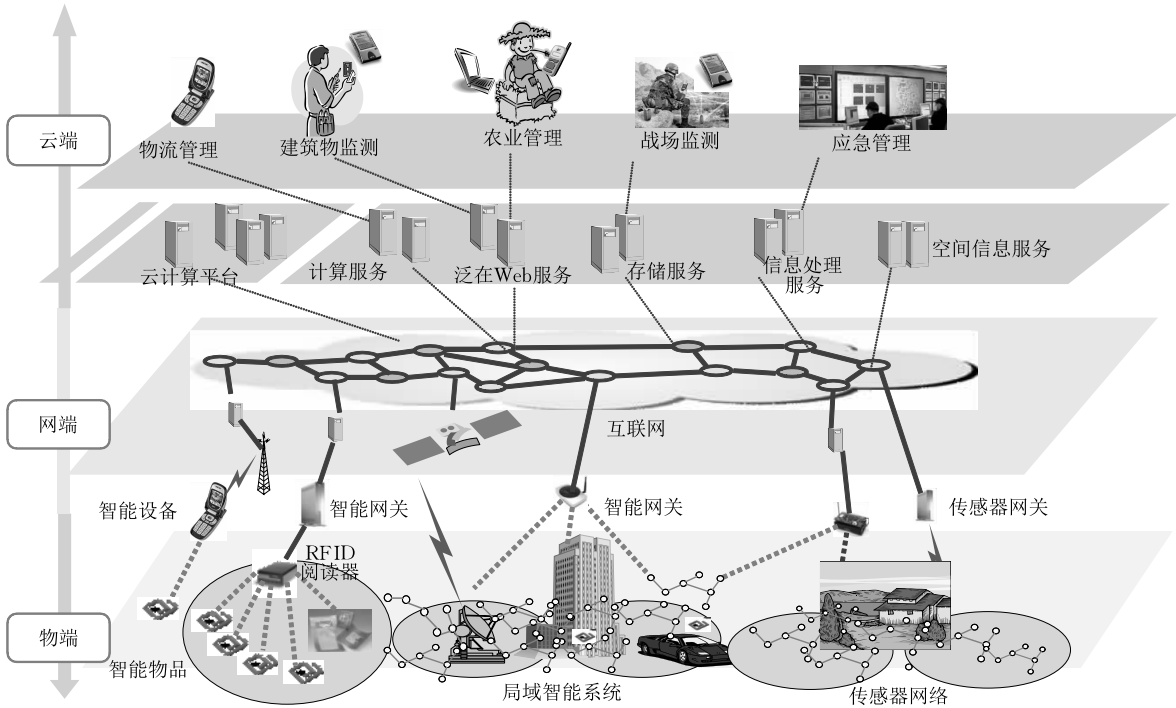 云端
物流管理
建筑物监测
农业管理
战场监测
应急管理
云计算平台
计算服务
泛在Web服务
存储服务
信息处理
服务
空间信息服务
网端
互联网
智能设备
智能网关
智能网关
传感器网关
RFID
阅读器
物端
智能物品
局域智能系统
传感器网络